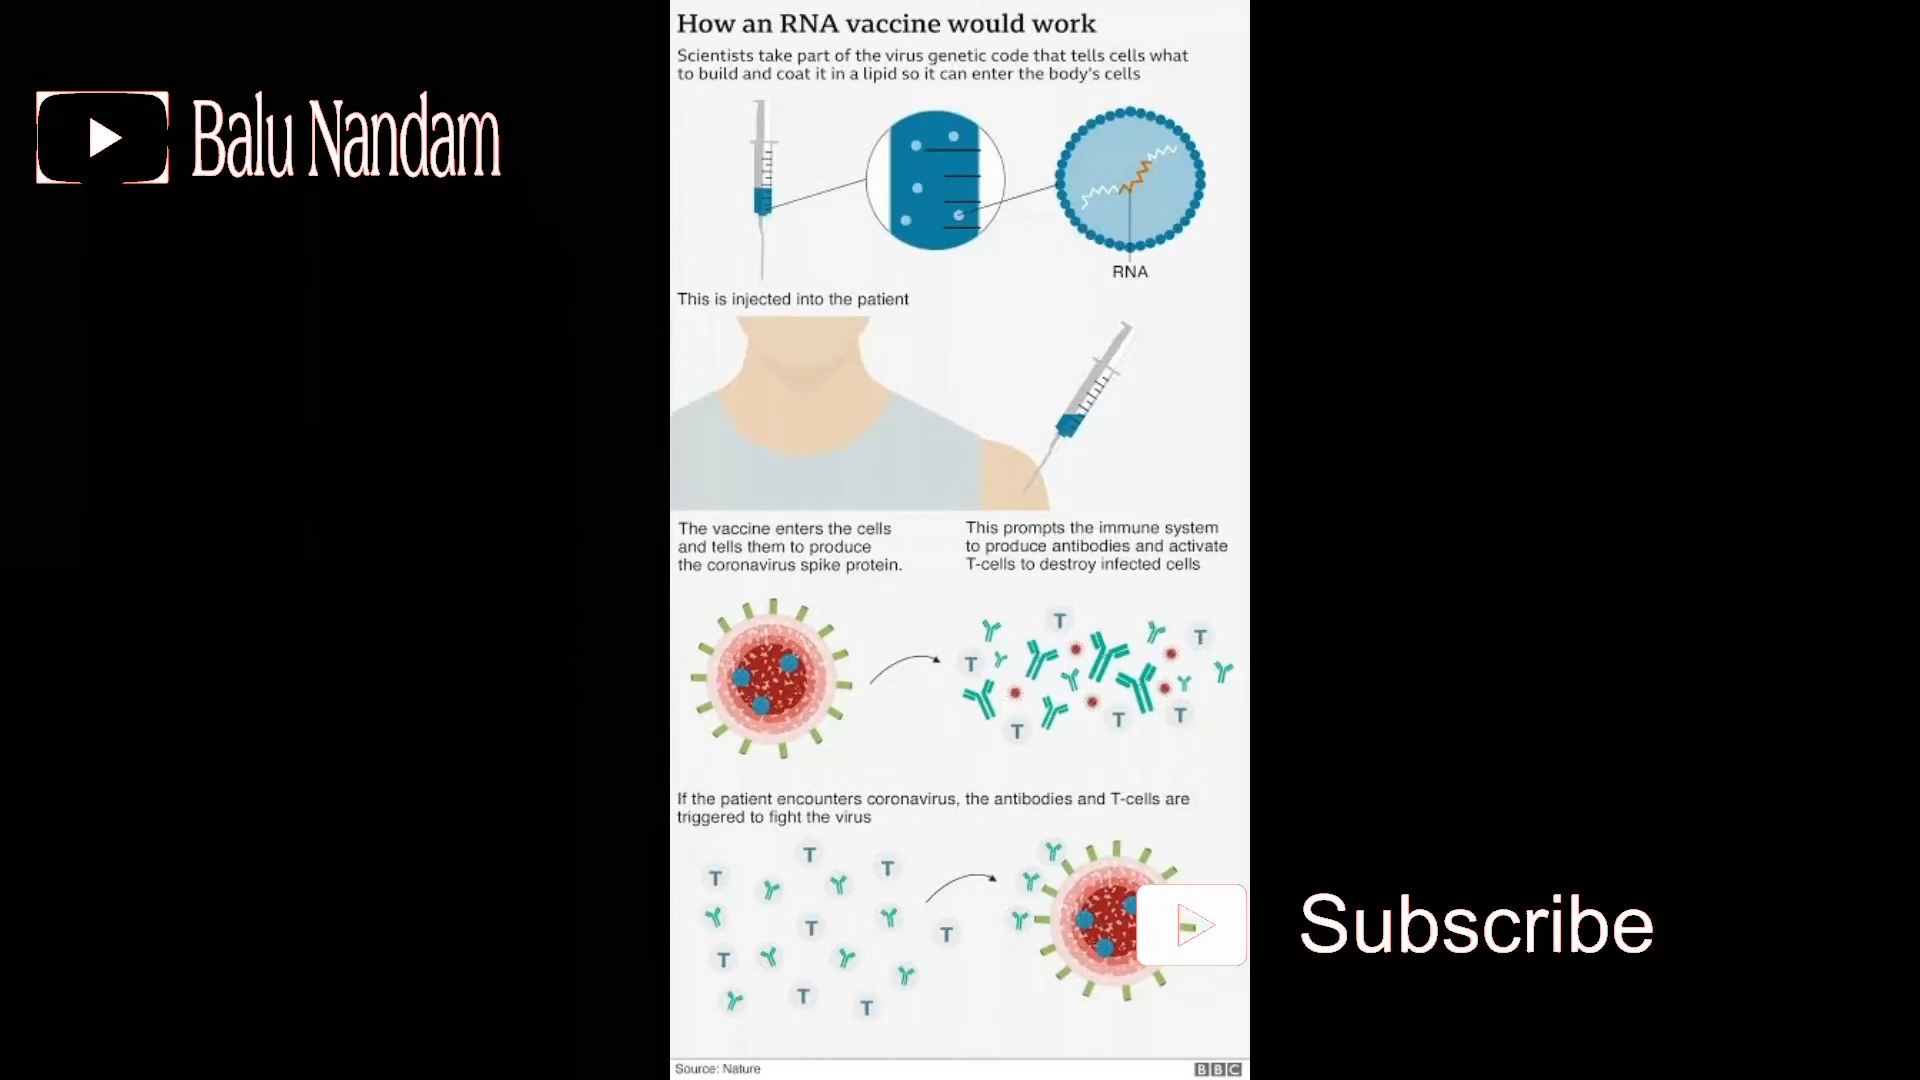 Balu Nandam
How an RNA vaccine would work
Scientists take part of the virus genetic code that tells cells what
to build and coat it in a lipid so it can enter the body's cells
RNA
This is injected into the patient
The vaccine enters the cells
and tells them to produce
the coronavirus spike protein.
This prompts the immune system
to produce antibodies and activate
T-cells to destroy infected cells
T
T
T
T
T
T
If the patient encounters coronavirus, the antibodies and T-cells are
triggered to fight the virus
T
T
T
T
T
T
T
T
Subscribe
Source: Nature
BBC